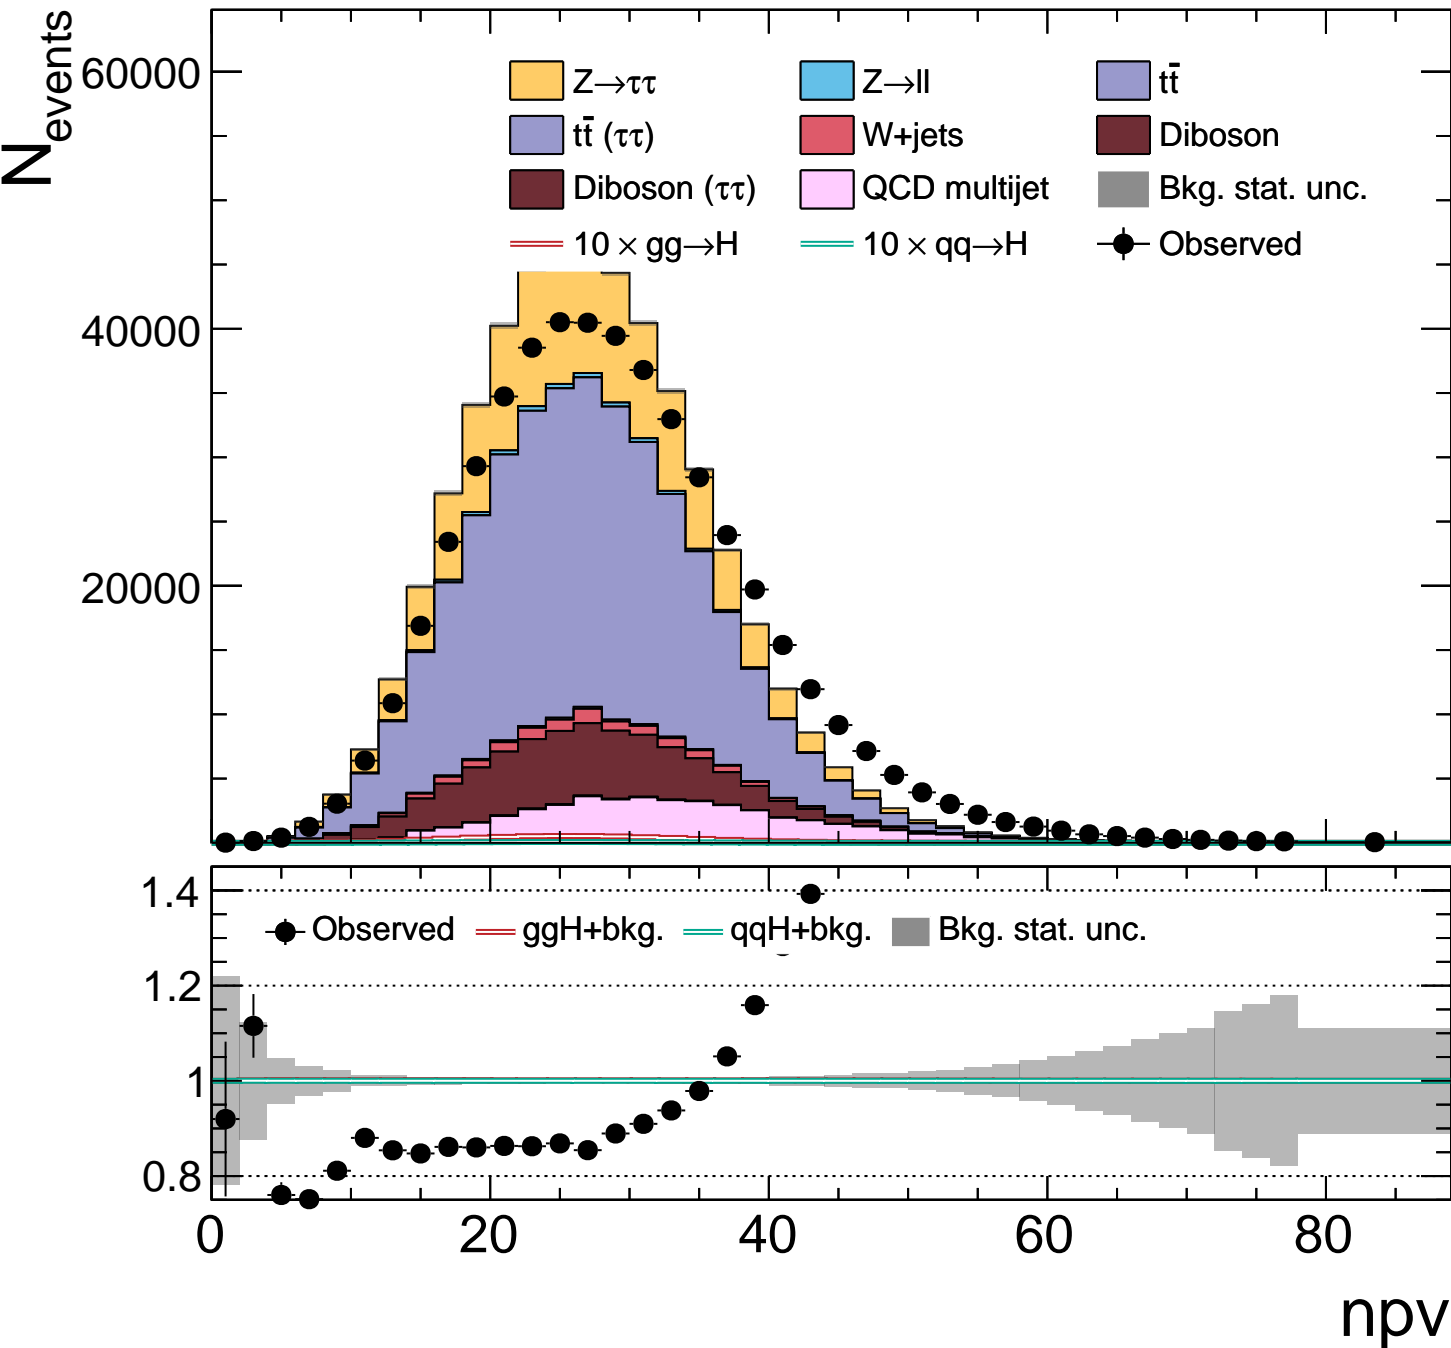 N events
60000
40000
20000
Z→ττ Z→ll tt̄
tt̄ (ττ) W+jets Diboson
Diboson (ττ) QCD multijet Bkg. stat. unc.
10 × gg→H 10 × qq→H Observed
1.4
1.2
1
0.8
Observed ggH+bkg. qqH+bkg. Bkg. stat. unc.
0 20 40 60 80
npv